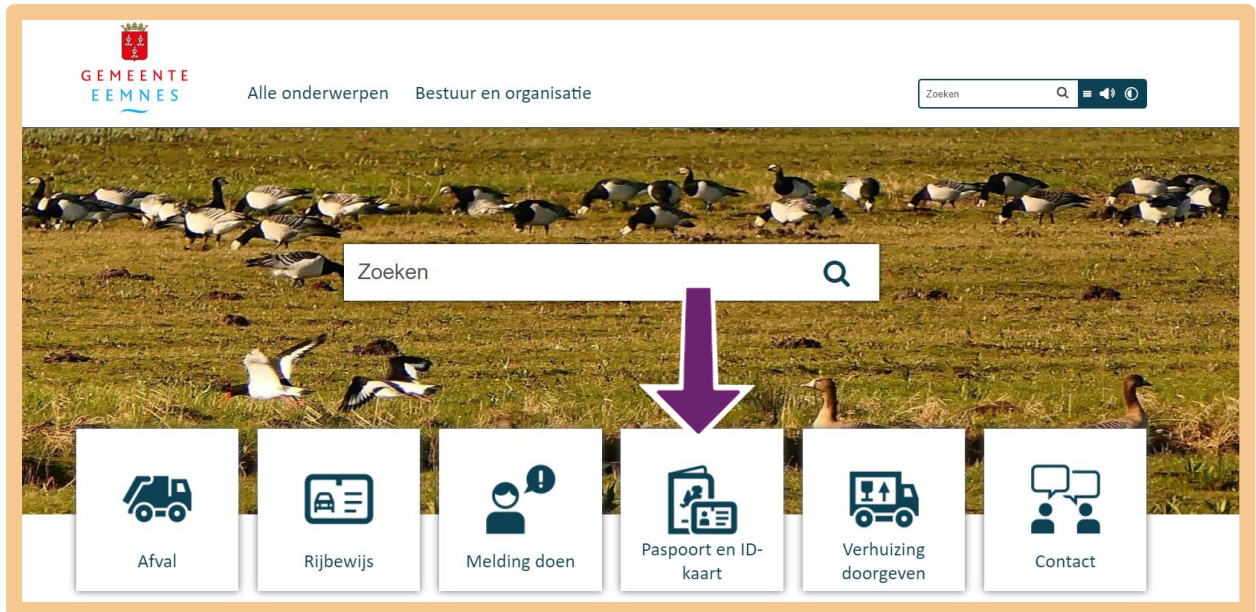 GEMEENTE
EEMNES
Alle onderwerpen Bestuur en organisatie
Zoeken
Zoeken
Afval
Rijbewijs
Melding doen
Paspoort en ID-
kaart
Verhuizing
doorgeven
Contact